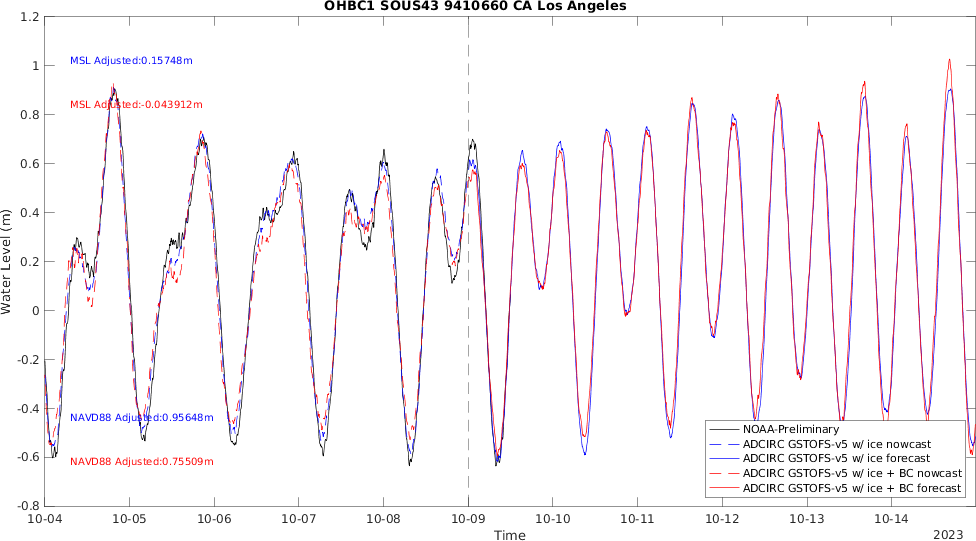 OHBC1 SOUS43 9410660 CA Los Angeles
1.2
1
0.8
0.6
0.4
0.2
0
-0.2
-0.4
-0.6
-0.8
Water Level (m)
MSL Adjusted:0.15748m
MSL Adjusted:-0.043912m
NAVD88 Adjusted:0.95648m
NAVD88 Adjusted:0.75509m
NOAA-Preliminary
ADCIRC GSTOFS-v5 w/ ice nowcast
ADCIRC GSTOFS-v5 w/ ice forecast
ADCIRC GSTOFS-v5 w/ ice + BC nowcast
ADCIRC GSTOFS-v5 w/ ice + BC forecast
10-04 10-05 10-06 10-07 10-08 10-09 10-10 10-11 10-12 10-13 10-14
Time
2023